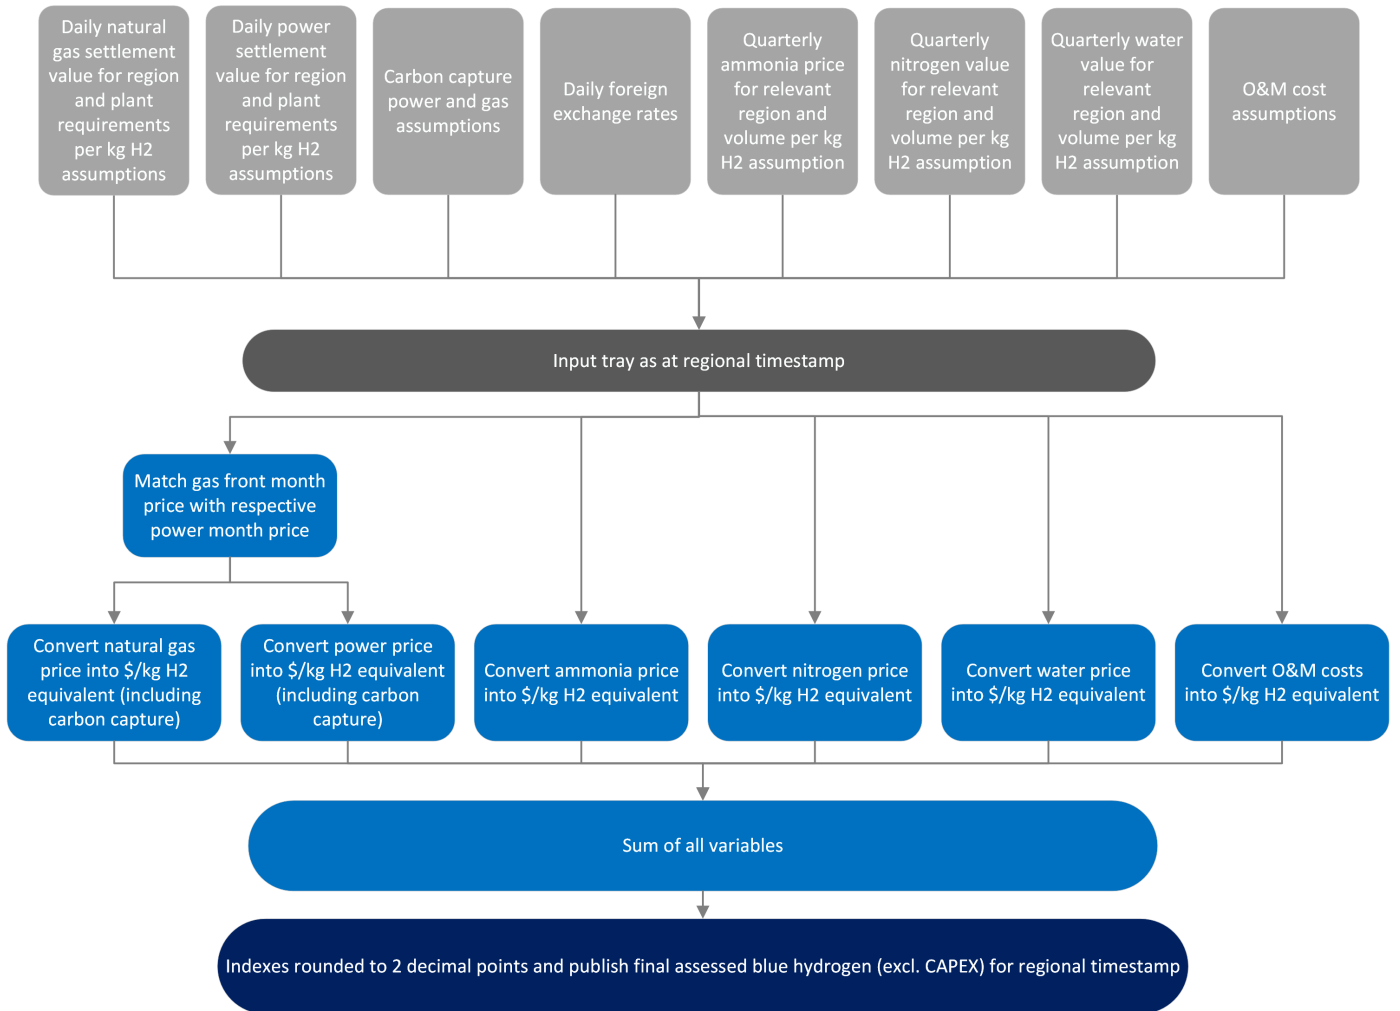 Daily natural
gas settlement
value for region
and plant
requirements
per kg H2
assumptions
Daily power
settlement
value for region
and plant
requirements
per kg H2
assumptions
Carbon capture
power and gas
assumptions
Daily foreign
exchange rates
Quarterly
ammonia price
for relevant
region and
volume per kg
H2 assumption
Quarterly
nitrogen value
for relevant
region and
volume per kg
H2 assumption
Quarterly water
value for
relevant
region and
volume per kg
H2 assumption
O&M cost
assumptions
Input tray as at regional timestamp
Match gas front month
price with respective
power month price
Convert natural gas
price into $/kg H2
equivalent (including
carbon capture)
Convert power price
into $/kg H2 equivalent
(including carbon
capture)
Convert ammonia price
into $/kg H2 equivalent
Convert nitrogen price
into $/kg H2 equivalent
Convert water price
into $/kg H2 equivalent
Convert O&M costs
into $/kg H2 equivalent
Sum of all variables
Indexes rounded to 2 decimal points and publish final assessed blue hydrogen (excl. CAPEX) for regional timestamp